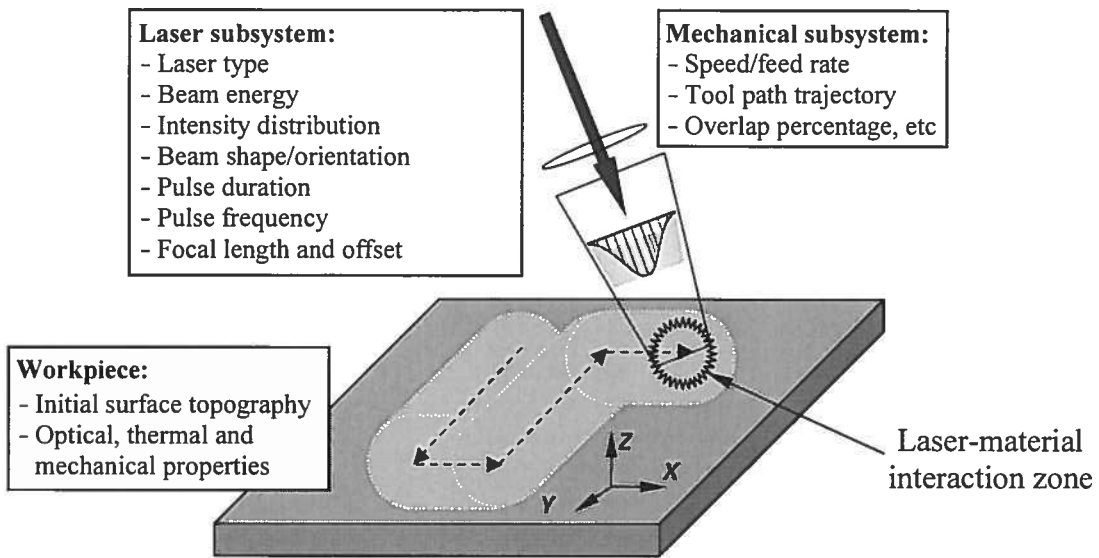 Laser subsystem:
- Laser type
- Beam energy
- Intensity distribution
- Beam shape/orientation
- Pulse duration
- Pulse frequency
- Focal length and offset
Mechanical subsystem:
- Speed/feed rate
- Tool path trajectory
- Overlap percentage, etc
Workpiece:
- Initial surface topography
- Optical, thermal and
mechanical properties
Z
X
Y
Laser-material
interaction zone